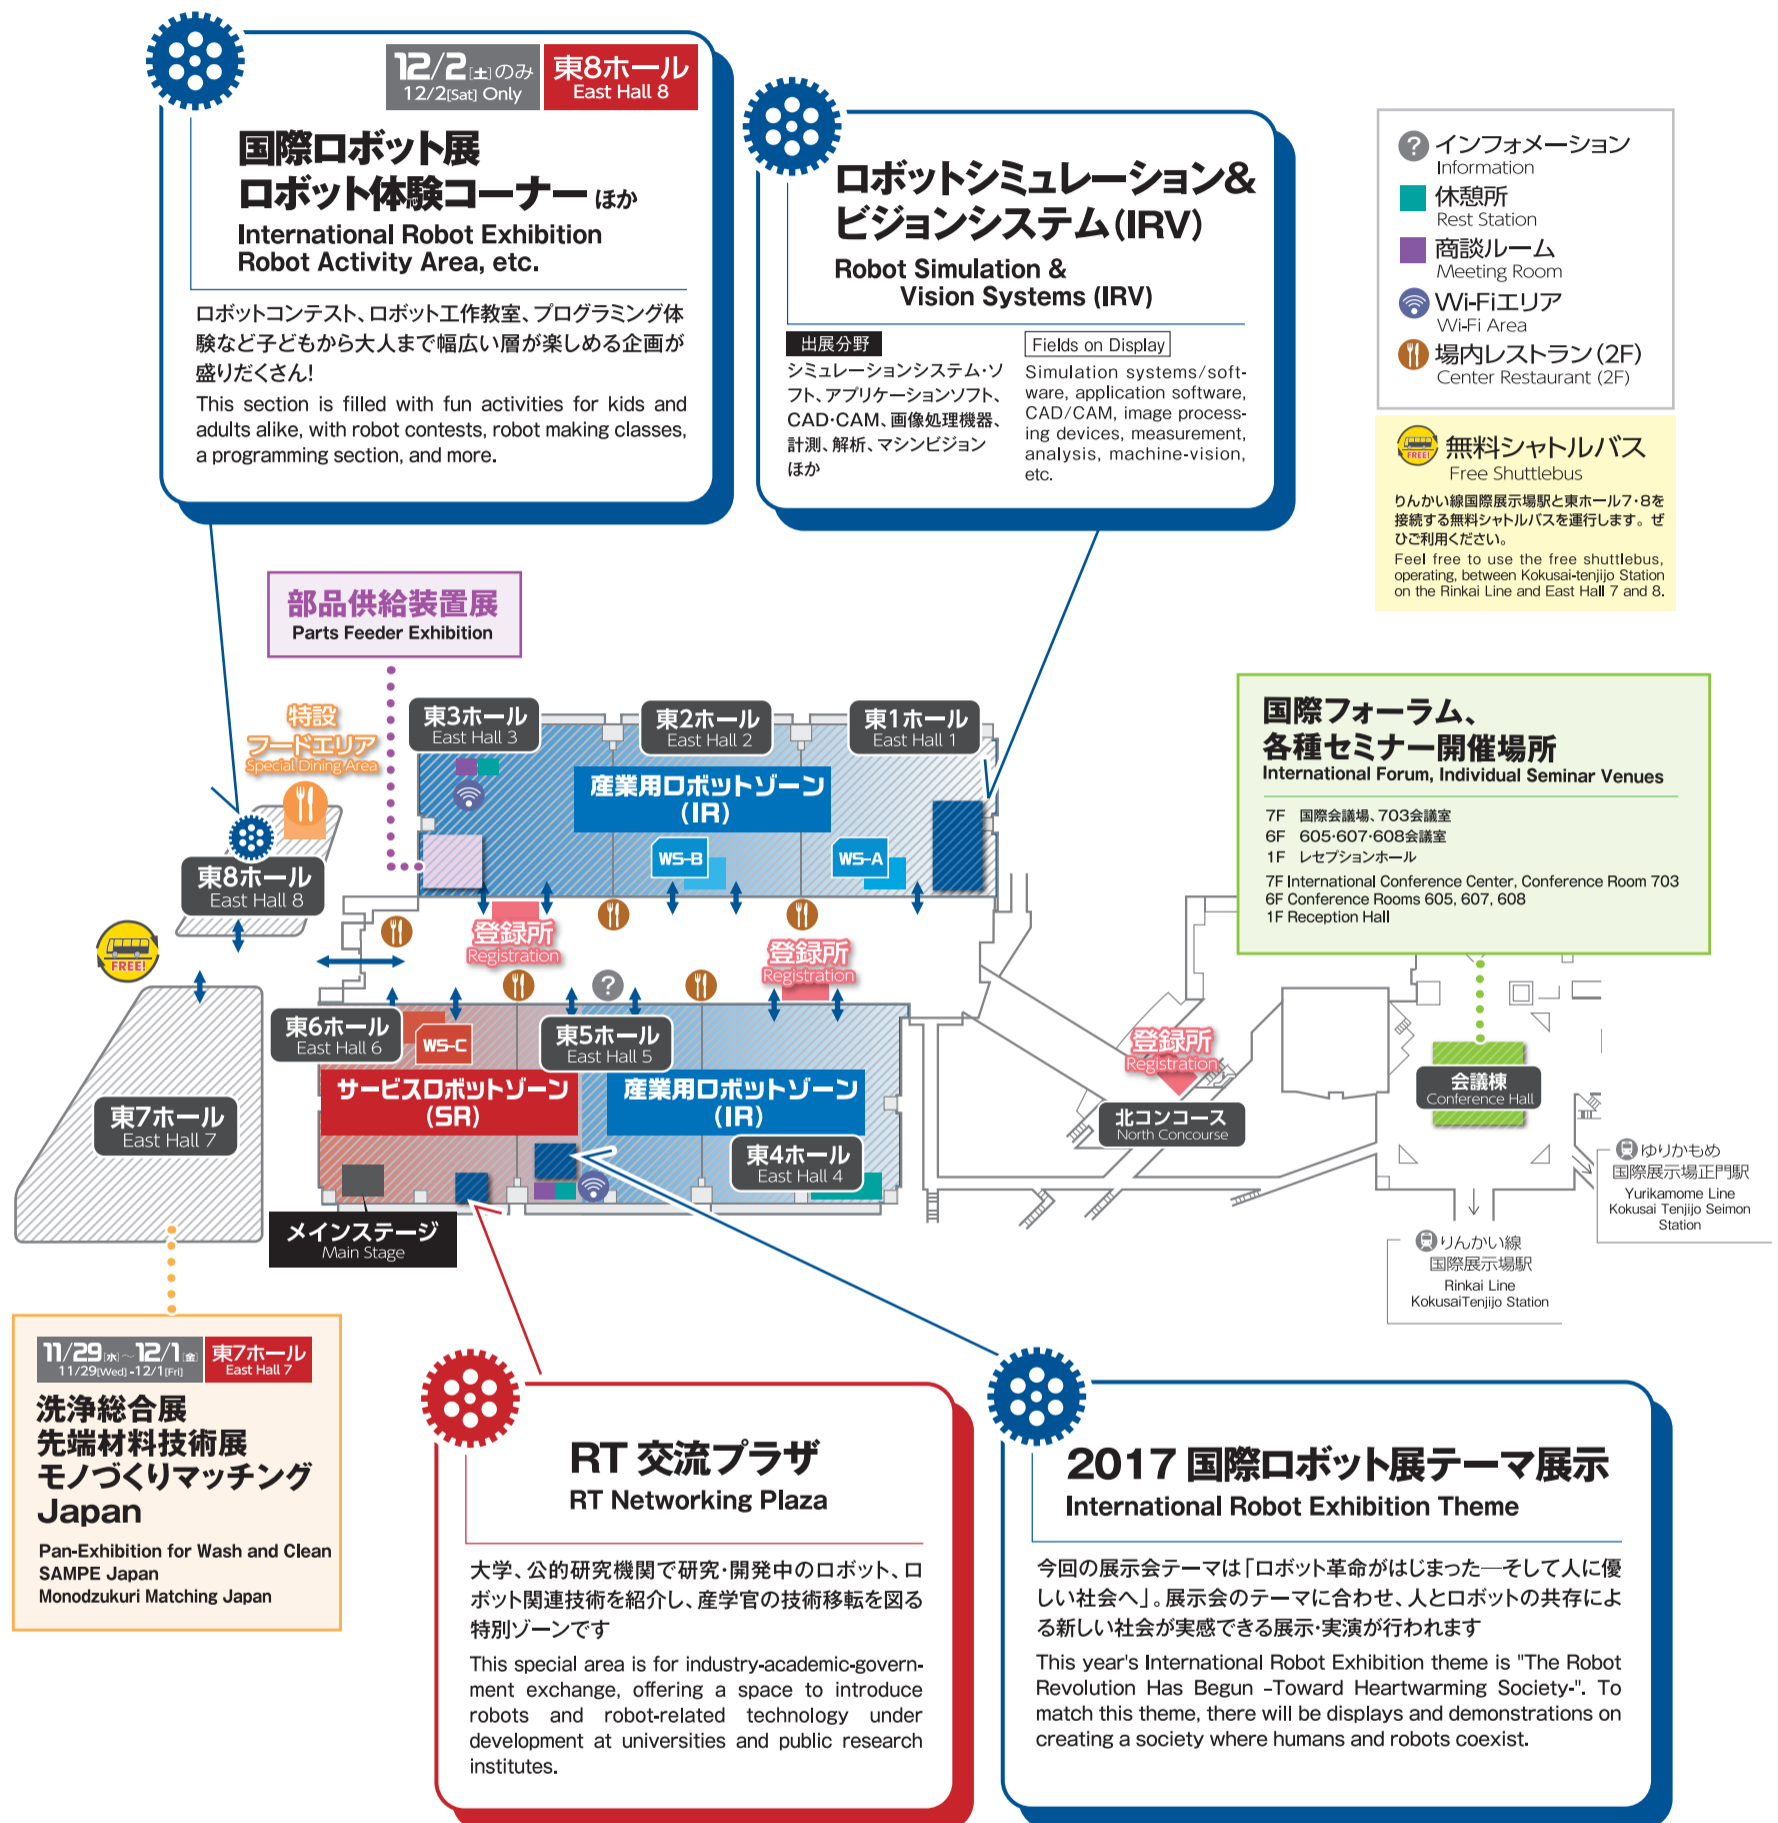 12/2[土]のみ
12/2[Sat] Only
東8ホール
East Hall 8
国際ロボット展
ロボット体験コーナー ほか
International Robot Exhibition
Robot Activity Area, etc.
ロボットコンテスト、ロボット工作教室、プログラミング体
験など子どもから大人まで幅広い層が楽しめる企画が
盛りだくさん!
This section is filled with fun activities for kids and
adults alike, with robot contests, robot making classes,
a programming section, and more.
ロボットシミュレーション&
ビジョンシステム(IRV)
Robot Simulation &
Vision Systems (IRV)
出展分野
シミュレーションシステム・ソ
フト、アプリケーションソフト、
CAD・CAM、画像処理機器、
計測、解析、マシンビジョン
ほか
Fields on Display
Simulation systems/soft-
ware, application software,
CAD/CAM, image process-
ing devices, measurement,
analysis, machine-vision,
etc.
? インフォメーション
Information
休憩所
Rest Station
商談ルーム
Meeting Room
Wi-Fiエリア
Wi-Fi Area
場内レストラン(2F)
Center Restaurant (2F)
FREE!
無料シャトルバス
Free Shuttlebus
りんかい線国際展示場駅と東ホール7・8を
接続する無料シャトルバスを運行します。ぜ
ひご利用ください。
Feel free to use the free shuttlebus,
operating, between Kokusai-tenjijo Station
on the Rinkai Line and East Hall 7 and 8.
部品供給装置展
Parts Feeder Exhibition
国際フォーラム、
各種セミナー開催場所
International Forum, Individual Seminar Venues
7F 国際会議場、703会議室
6F 605・607・608会議室
1F レセプションホール
7F International Conference Center, Conference Room 703
6F Conference Rooms 605, 607, 608
1F Reception Hall
特設
フードエリア
Special Dining Area
東3ホール
East Hall 3
東2ホール
East Hall 2
東1ホール
East Hall 1
産業用ロボットゾーン
(IR)
WS-B
WS-A
東8ホール
East Hall 8
FREE!
登録所
Registration
登録所
Registration
?
東6ホール
East Hall 6
WS-C
東5ホール
East Hall 5
登録所
Registration
サービスロボットゾーン
(SR)
産業用ロボットゾーン
(IR)
東7ホール
East Hall 7
東4ホール
East Hall 4
北コンコース
North Concourse
会議棟
Conference Hall
メインステージ
Main Stage
ゆりかもめ
国際展示場正門駅
Yurikamome Line
Kokusai Tenjijo Seimon
Station
りんかい線
国際展示場駅
Rinkai Line
KokusaiTenjijo Station
11/29[水]~12/1[金]
11/29[Wed]-12/1[Fri]
東7ホール
East Hall 7
洗浄総合展
先端材料技術展
モノづくりマッチング
Japan
Pan-Exhibition for Wash and Clean
SAMPE Japan
Monodzukuri Matching Japan
RT 交流プラザ
RT Networking Plaza
大学、公的研究機関で研究・開発中のロボット、ロ
ボット関連技術を紹介し、産学官の技術移転を図る
特別ゾーンです
This special area is for industry-academic-govern-
ment exchange, offering a space to introduce
robots and robot-related technology under
development at universities and public research
institutes.
2017 国際ロボット展テーマ展示
International Robot Exhibition Theme
今回の展示会テーマは「ロボット革命がはじまった—そして人に優
しい社会へ」。展示会のテーマに合わせ、人とロボットの共存によ
る新しい社会が実感できる展示・実演が行われます
This year's International Robot Exhibition theme is "The Robot
Revolution Has Begun -Toward Heartwarming Society-". To
match this theme, there will be displays and demonstrations on
creating a society where humans and robots coexist.